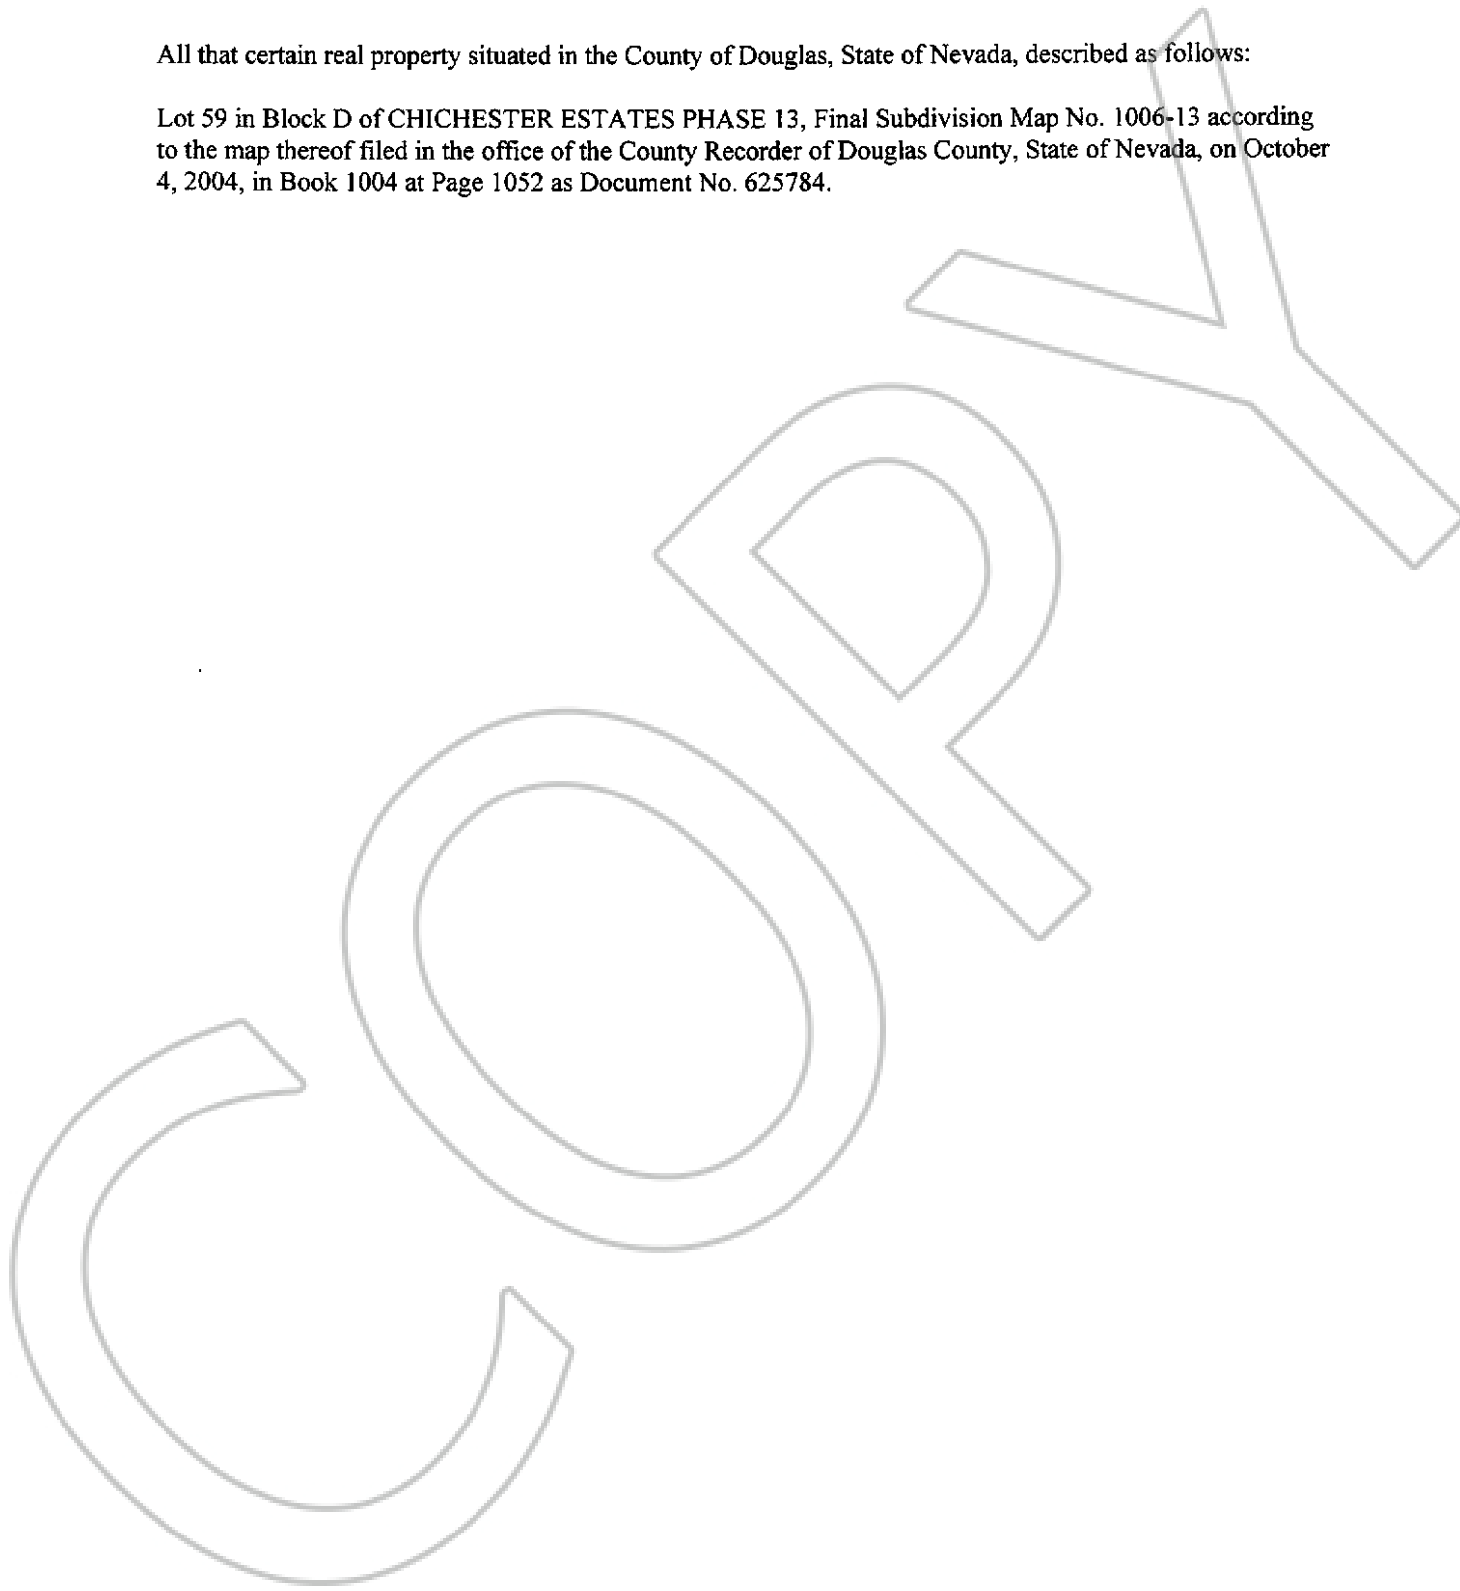 All that certain real property situated in the County of Douglas, State of Nevada, described as follows:
Lot 59 in Block D of CHICHESTER ESTATES PHASE 13, Final Subdivision Map No. 1006-13 according
to the map thereof filed in the office of the County Recorder of Douglas County, State of Nevada, on October
4, 2004, in Book 1004 at Page 1052 as Document No. 625784.
COPY